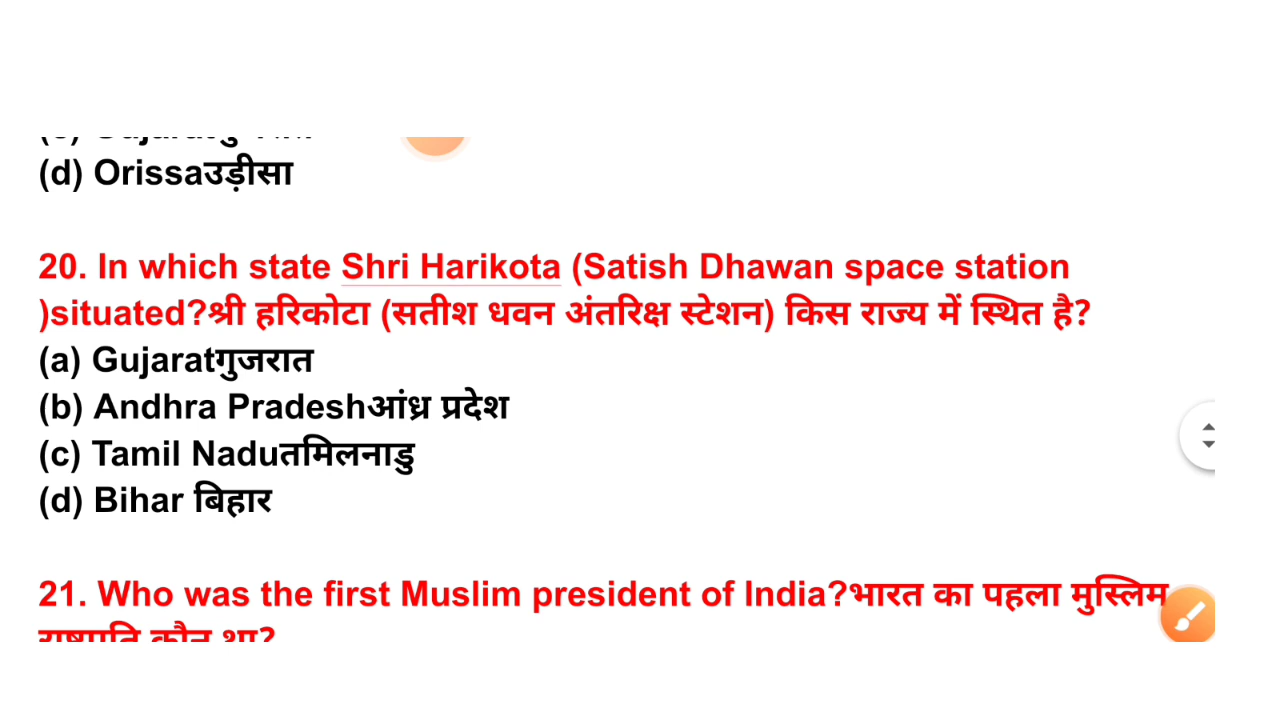 (d) Orissaउड़ीसा
20. In which state Shri Harikota (Satish Dhawan space station
)situated?श्री हरिकोटा (सतीश धवन अंतरिक्ष स्टेशन) किस राज्य में स्थित है?
(a) Gujaratगुजरात
(b) Andhra Pradeshआंध्र प्रदेश
(c) Tamil Naduतमिलनाडु
(d) Bihar बिहार
21. Who was the first Muslim president of India?भारत का पहला मुस्लिम
राष्ट्रपति कौन था?